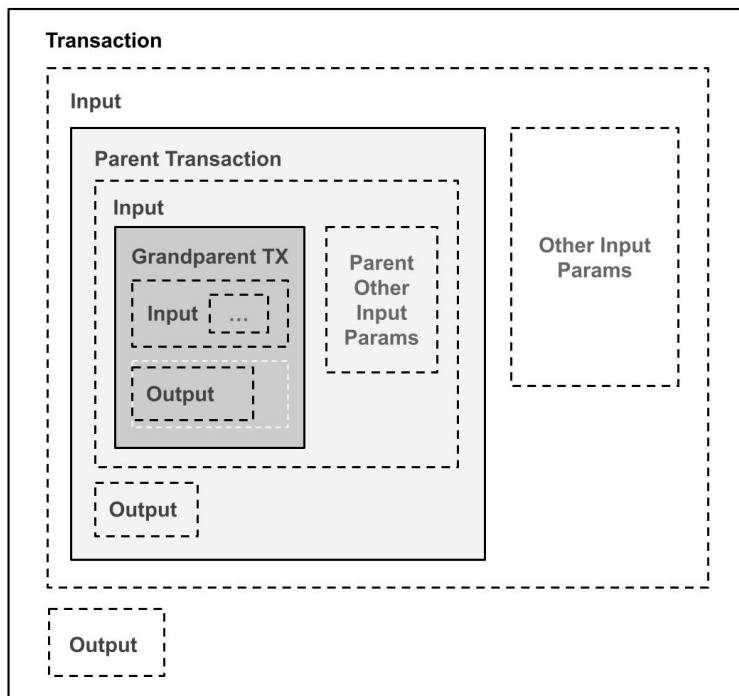 Transaction
Input
Parent Transaction
Input
Grandparent TX
Input
…
Output
Parent
Other
Input
Params
Output
Other Input
Params
Output